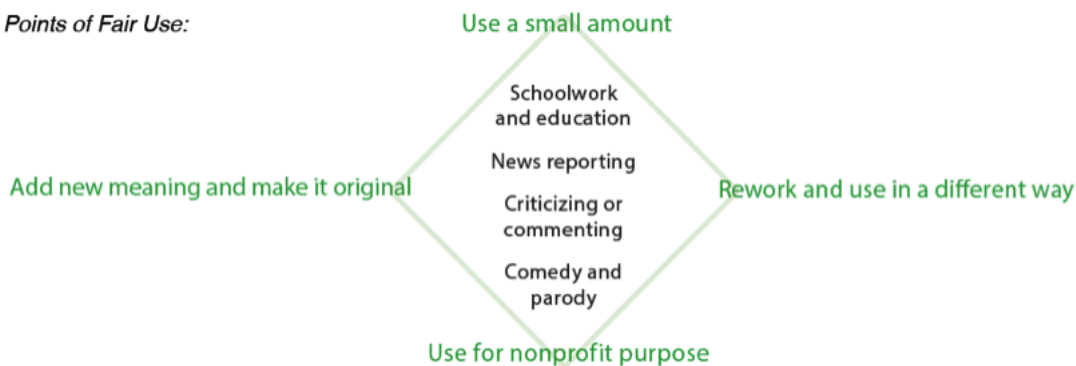 Points of Fair Use:
Use a small amount
Schoolwork
and education
News reporting
Add new meaning and make it original
Rework and use in a different way
Criticizing or
commenting
Comedy and
parody
Use for nonprofit purpose